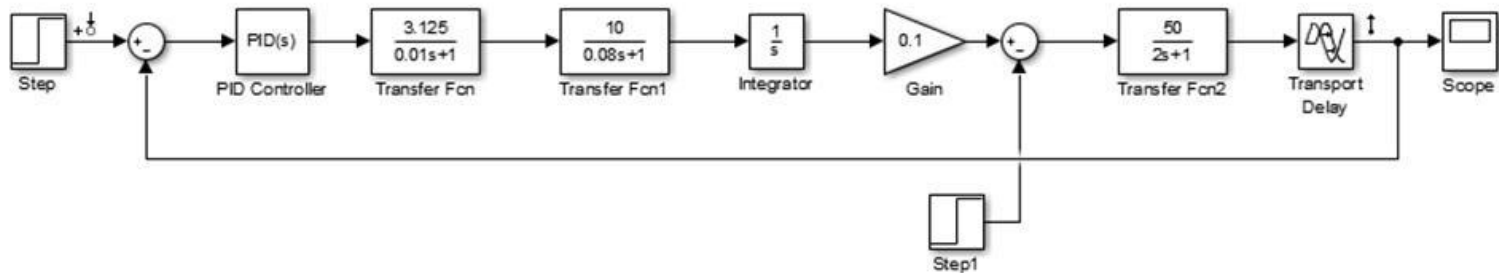 Step
+
+
-
PID(s)
PID Controller
3.125
0.01s+1
Transfer Fcn
10
0.08s+1
Transfer Fcn1
1
s
Integrator
0.1
Gain
+
-
50
2s+1
Transfer Fcn2
Transport
Delay
Scope
Step1